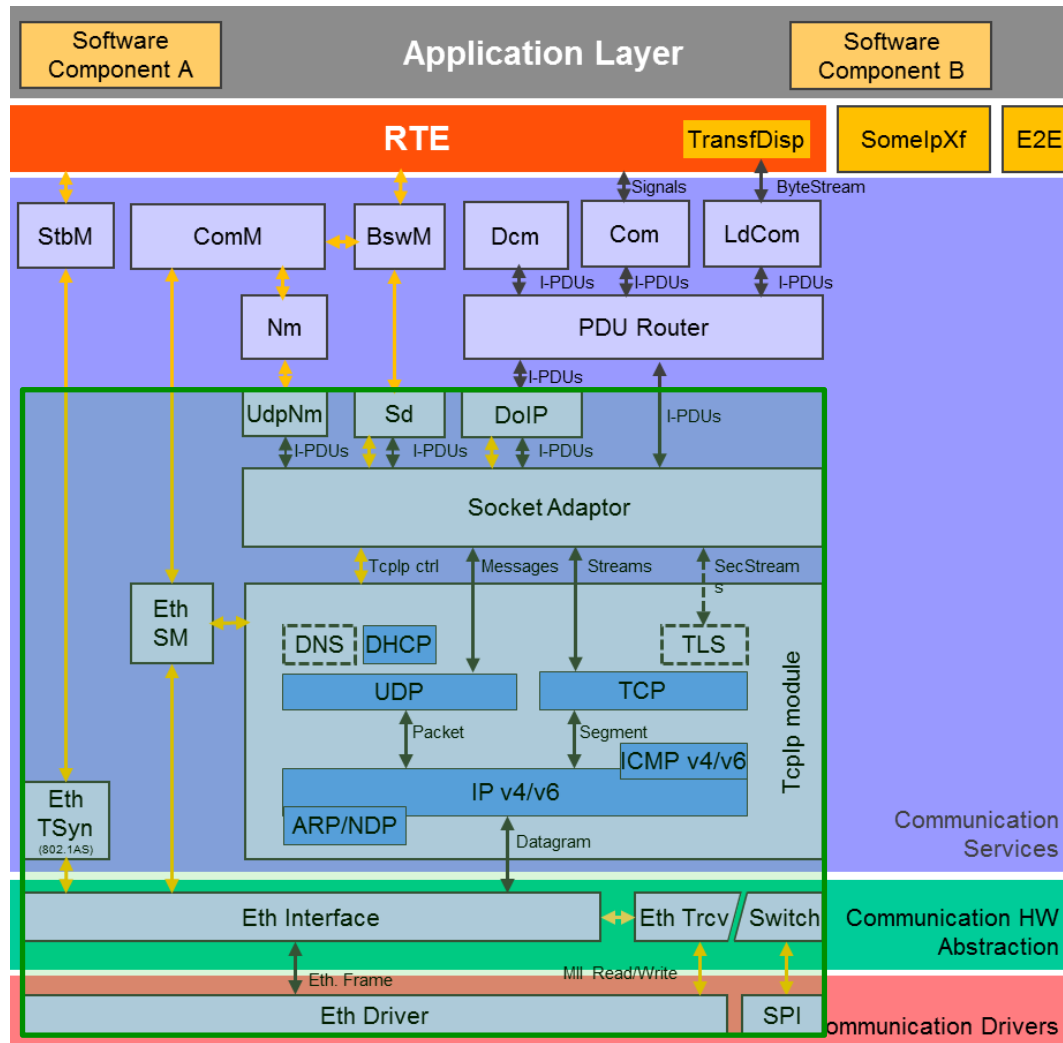 Software
Component A
Application Layer
Software
Component B
RTE
TransfDisp
SomeIpXf
E2E
Signals
ByteStream
StbM
ComM
BswM
Dcm
Com
LdCom
I-PDUs
I-PDUs
I-PDUs
Nm
PDU Router
I-PDUs
I-PDUs
UdpNm
Sd
DoIP
I-PDUs
I-PDUs
I-PDUs
Socket Adaptor
TcpIp ctrl
Messages
Streams
SecStream
s
Eth
SM
DNS
DHCP
TLS
UDP
TCP
TcpIp module
Packet
Segment
ICMP v4/v6
IP v4/v6
ARP/NDP
Eth
TSyn
(802.1AS)
Datagram
Communication
Services
Eth Interface
Eth Trcv
Switch
Communication HW
Abstraction
MII Read/Write
Eth. Frame
Eth Driver
SPI
ommunication Drivers